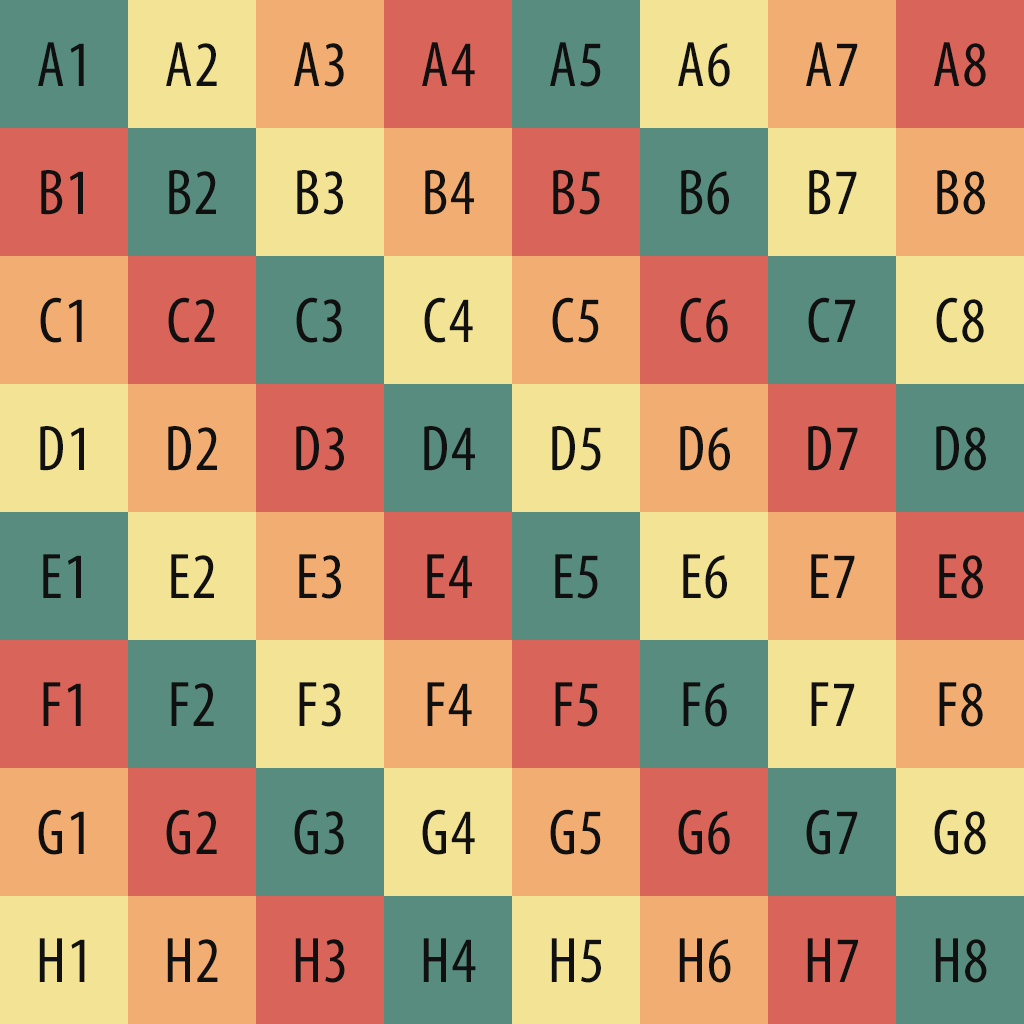 A1 A2 A3 A4 A5 A6 A7 A8
B1 B2 B3 B4 B5 B6 B7 B8
C1 C2 C3 C4 C5 C6 C7 C8
D1 D2 D3 D4 D5 D6 D7 D8
E1 E2 E3 E4 E5 E6 E7 E8
F1 F2 F3 F4 F5 F6 F7 F8
G1 G2 G3 G4 G5 G6 G7 G8
H1 H2 H3 H4 H5 H6 H7 H8